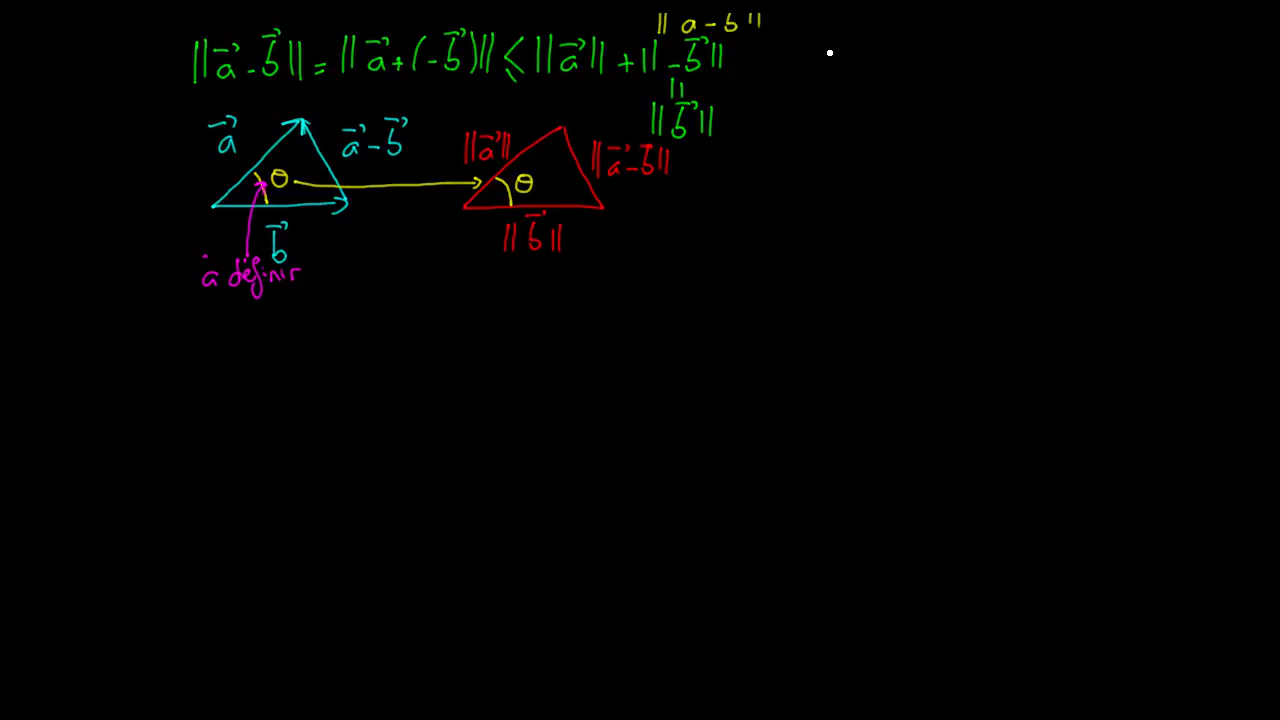 || a - b ||
||a⃗ - b⃗|| = ||a⃗ + (-b⃗)|| ≤ ||a⃗|| + ||-b⃗||
||
||b⃗||
a⃗
a⃗ - b⃗
θ
b⃗
à définir
||a⃗||
||a⃗ - b⃗||
θ
||b⃗||